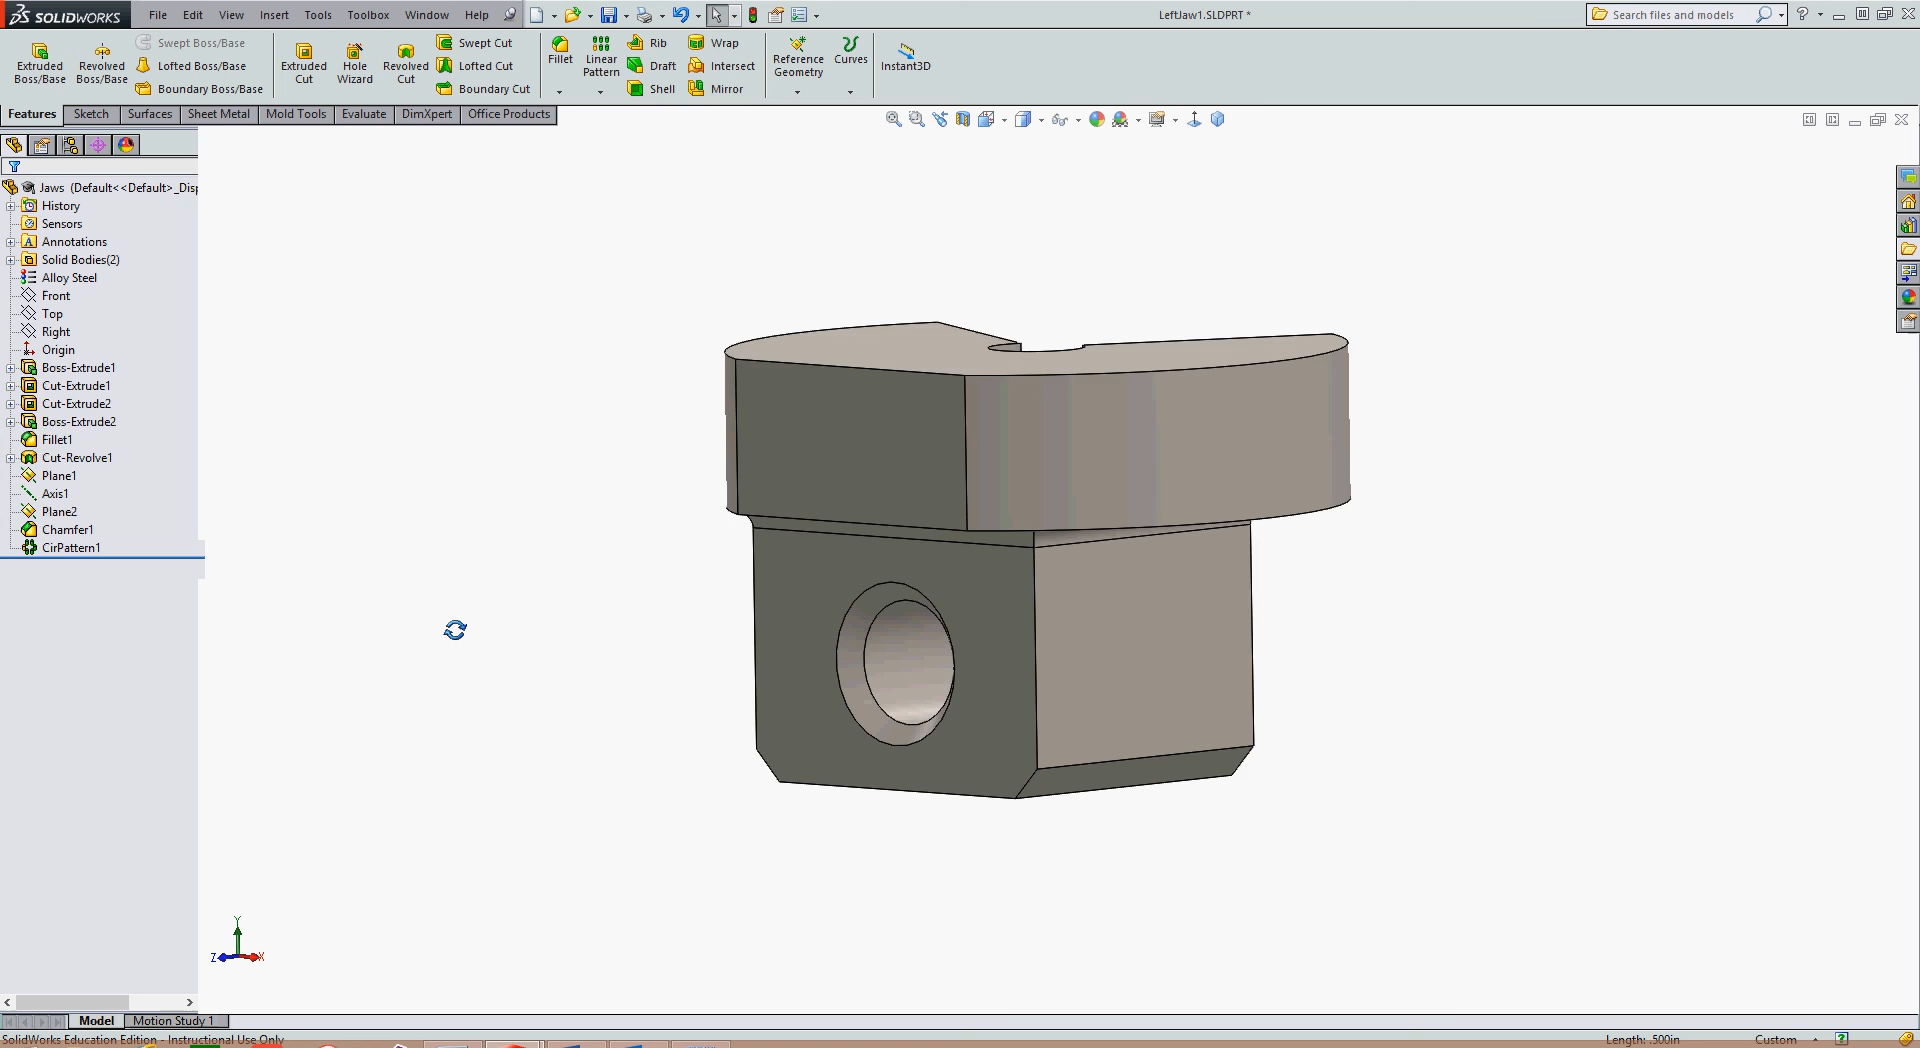 SOLIDWORKS File Edit View Insert Tools Toolbox Window Help LeftJaw1.SLDPRT * Search files and models
Extruded Boss/Base
Revolved Boss/Base
Swept Boss/Base
Lofted Boss/Base
Boundary Boss/Base
Extruded Cut
Hole Wizard
Revolved Cut
Swept Cut
Lofted Cut
Boundary Cut
Fillet
Linear Pattern
Rib
Draft
Shell
Wrap
Intersect
Mirror
Reference Geometry
Curves
Instant3D
Features Sketch Surfaces Sheet Metal Mold Tools Evaluate DimXpert Office Products
Jaws (Default<<Default>_Disp
History
Sensors
Annotations
Solid Bodies(2)
Alloy Steel
Front
Top
Right
Origin
Boss-Extrude1
Cut-Extrude1
Cut-Extrude2
Boss-Extrude2
Fillet1
Cut-Revolve1
Plane1
Axis1
Plane2
Chamfer1
CirPattern1
Y
Z X
Model Motion Study 1
SolidWorks Education Edition - Instructional Use Only Length: .500in Custom